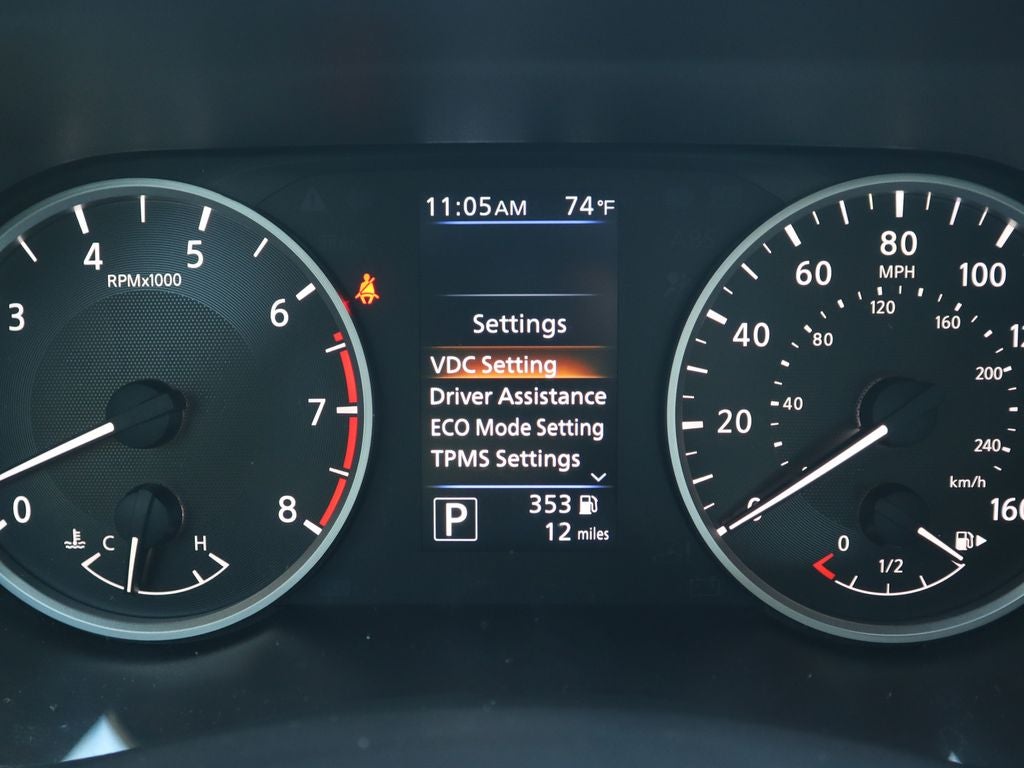 11:05AM 74°F
Settings
VDC Setting
Driver Assistance
ECO Mode Setting
TPMS Settings
P 353
12 miles
3
4
5
6
7
8
0
RPMx1000
C H
0
20
40
60
80
100
160
MPH
40
80
120
160
200
240
km/h
0 1/2